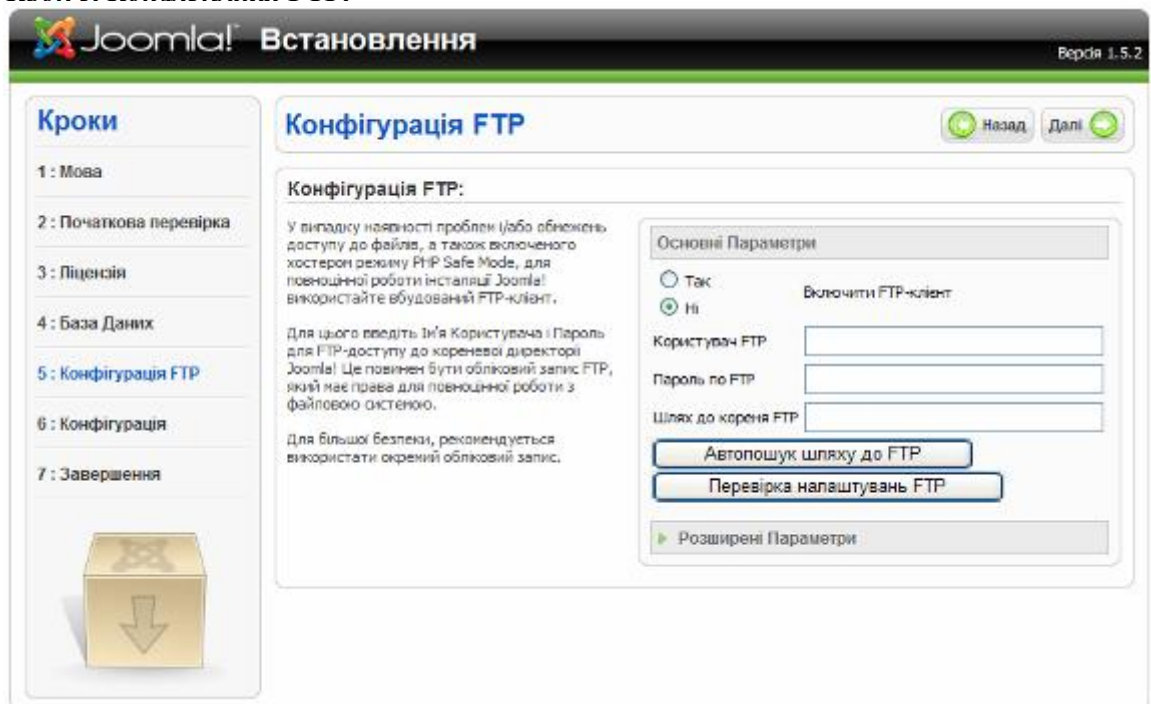 Joomla! Встановлення
Версія 1.5.2
Кроки
1 : Мова
2 : Початкова перевірка
3 : Ліцензія
4 : База Даних
5 : Конфігурація FTP
6 : Конфігурація
7 : Завершення
Конфігурація FTP
Назад
Далі
Конфігурація FTP:
У випадку наявності проблем і/або обмежень
доступу до файлів, а також включеного
хостером режиму PHP Safe Mode, для
повноцінної роботи інсталяції Joomla!
використайте вбудований FTP-клієнт.
Для цього введіть Ім'я Користувача і Пароль
для FTP-доступу до кореневої директорії
Joomla! Це повинен бути обліковий запис FTP,
який має права для повноцінної роботи з
файловою системою.
Для більшої безпеки, рекомендується
використати окремий обліковий запис.
Основні Параметри
Так
Ні
Включити FTP-клієнт
Користувач FTP
Пароль по FTP
Шлях до кореня FTP
Автопошук шляху до FTP
Перевірка налаштувань FTP
Розширені Параметри